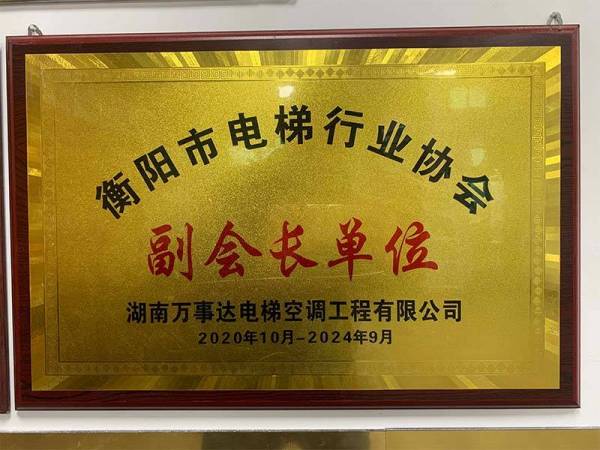 衡阳市电梯行业协会
副会长单位
湖南万事达电梯空调工程有限公司
2020年10月-2024年9月